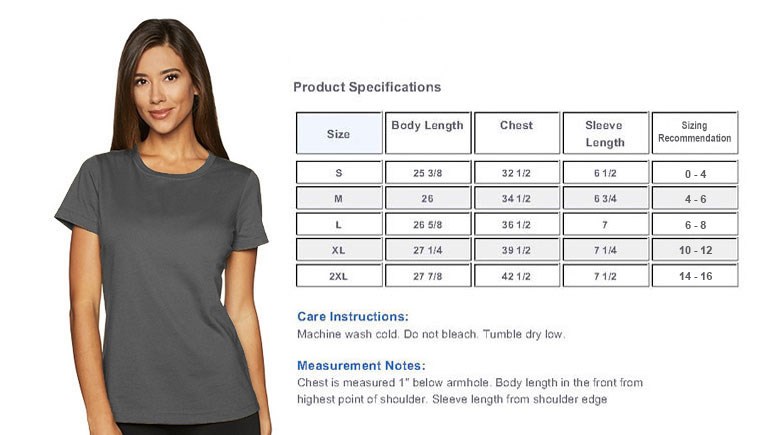 Product Specifications
Size Body Length Chest Sleeve Length Sizing Recommendation
S 25 3/8 32 1/2 6 1/2 0 - 4
M 26 34 1/2 6 3/4 4 - 6
L 26 5/8 36 1/2 7 6 - 8
XL 27 1/4 39 1/2 7 1/4 10 - 12
2XL 27 7/8 42 1/2 7 1/2 14 - 16
Care Instructions:
Machine wash cold. Do not bleach. Tumble dry low.
Measurement Notes:
Chest is measured 1" below armhole. Body length in the front from
highest point of shoulder. Sleeve length from shoulder edge